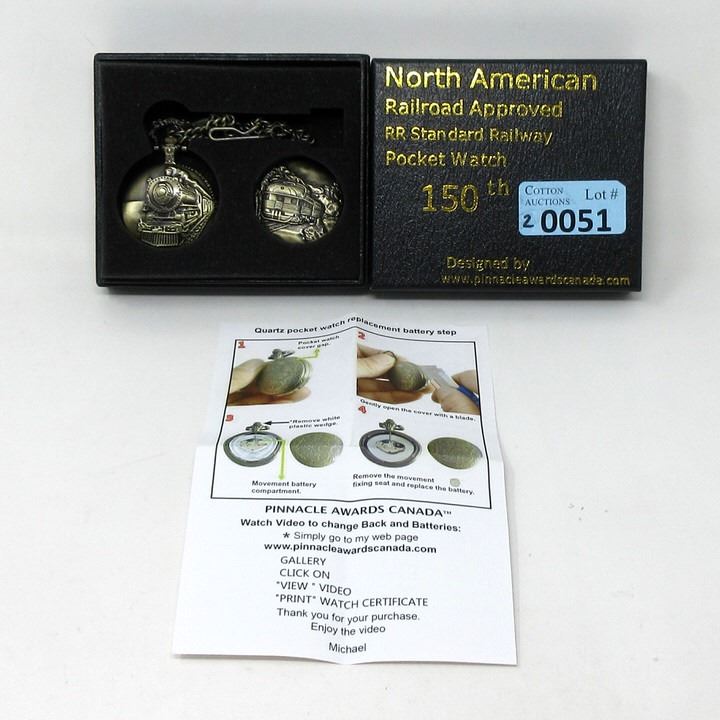 North American
Railroad Approved
RR Standard Railway
Pocket Watch
150th
COTTON AUCTIONS Lot #
2 0051
Designed by
www.pinnacleawardscanada.com
Quartz pocket watch replacement battery step
1
Pocket watch
cover gap.
2
Gently open the cover with a blade.
3
*Remove white
plastic wedge.
Movement battery
compartment.
4
Remove the movement
fixing seat and replace the battery.
PINNACLE AWARDS CANADA™
Watch Video to change Back and Batteries:
* Simply go to my web page
www.pinnacleawardscanada.com
GALLERY
CLICK ON
"VIEW " VIDEO
"PRINT" WATCH CERTIFICATE
Thank you for your purchase.
Enjoy the video
Michael